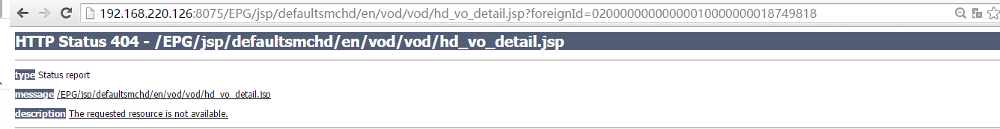 192.168.220.126:8075/EPG/jsp/defaultsmchd/en/vod/vod/hd_vo_detail.jsp?foreignId=02000000000000010000000018749818
HTTP Status 404 - /EPG/jsp/defaultsmchd/en/vod/vod/hd_vo_detail.jsp
type Status report
message /EPG/jsp/defaultsmchd/en/vod/vod/hd_vo_detail.jsp
description The requested resource is not available.